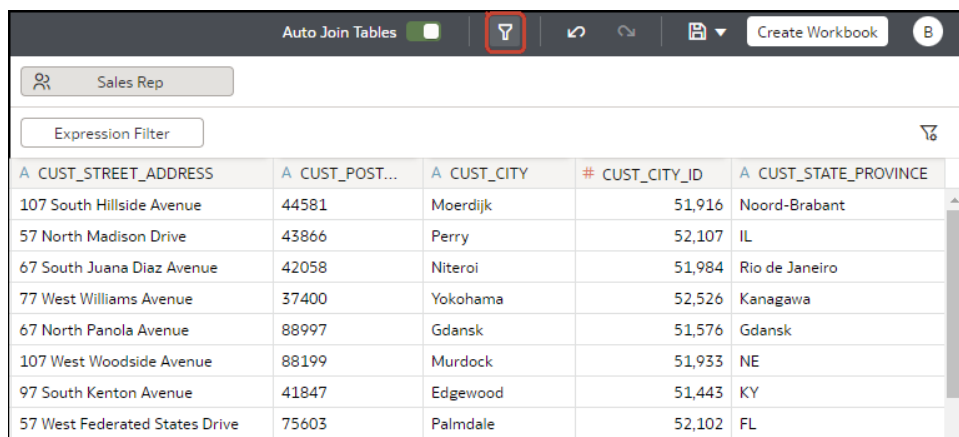 Auto Join Tables Create Workbook B
Sales Rep
Expression Filter
A CUST_STREET_ADDRESS A CUST_POST... A CUST_CITY # CUST_CITY_ID A CUST_STATE_PROVINCE
107 South Hillside Avenue 44581 Moerdijk 51,916 Noord-Brabant
57 North Madison Drive 43866 Perry 52,107 IL
67 South Juana Diaz Avenue 42058 Niteroi 51,984 Rio de Janeiro
77 West Williams Avenue 37400 Yokohama 52,526 Kanagawa
67 North Panola Avenue 88997 Gdansk 51,576 Gdansk
107 West Woodside Avenue 88199 Murdock 51,933 NE
97 South Kenton Avenue 41847 Edgewood 51,443 KY
57 West Federated States Drive 75603 Palmdale 52,102 FL